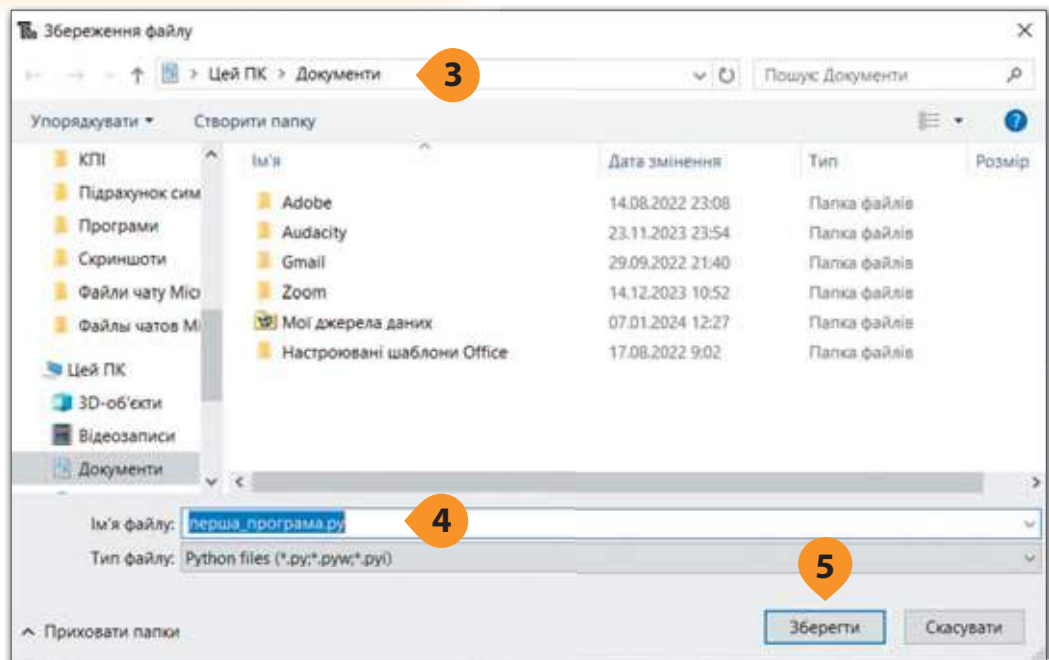 Збереження файлу
Цей ПК > Документи
3
Пошук: Документи
Упорядкувати
Створити папку
КПІ
Підрахунок сим
Програми
Скриншоти
Файли чату Micr
Файлы чатов Mi
Цей ПК
3D-об'єкти
Відеозаписи
Документи
Ім'я Дата змінення Тип Розмір
Adobe 14.08.2022 23:08 Папка файлів
Audacity 23.11.2023 23:54 Папка файлів
Gmail 29.09.2022 21:40 Папка файлів
Zoom 14.12.2023 10:52 Папка файлів
Мої джерела даних 07.01.2024 12:27 Папка файлів
Настроювані шаблони Office 17.08.2022 9:02 Папка файлів
Ім'я файлу: перша_програма.py
4
Тип файлу: Python files (*.py;*.pyw;*.pyi)
5
Приховати папки
Зберегти
Скасувати